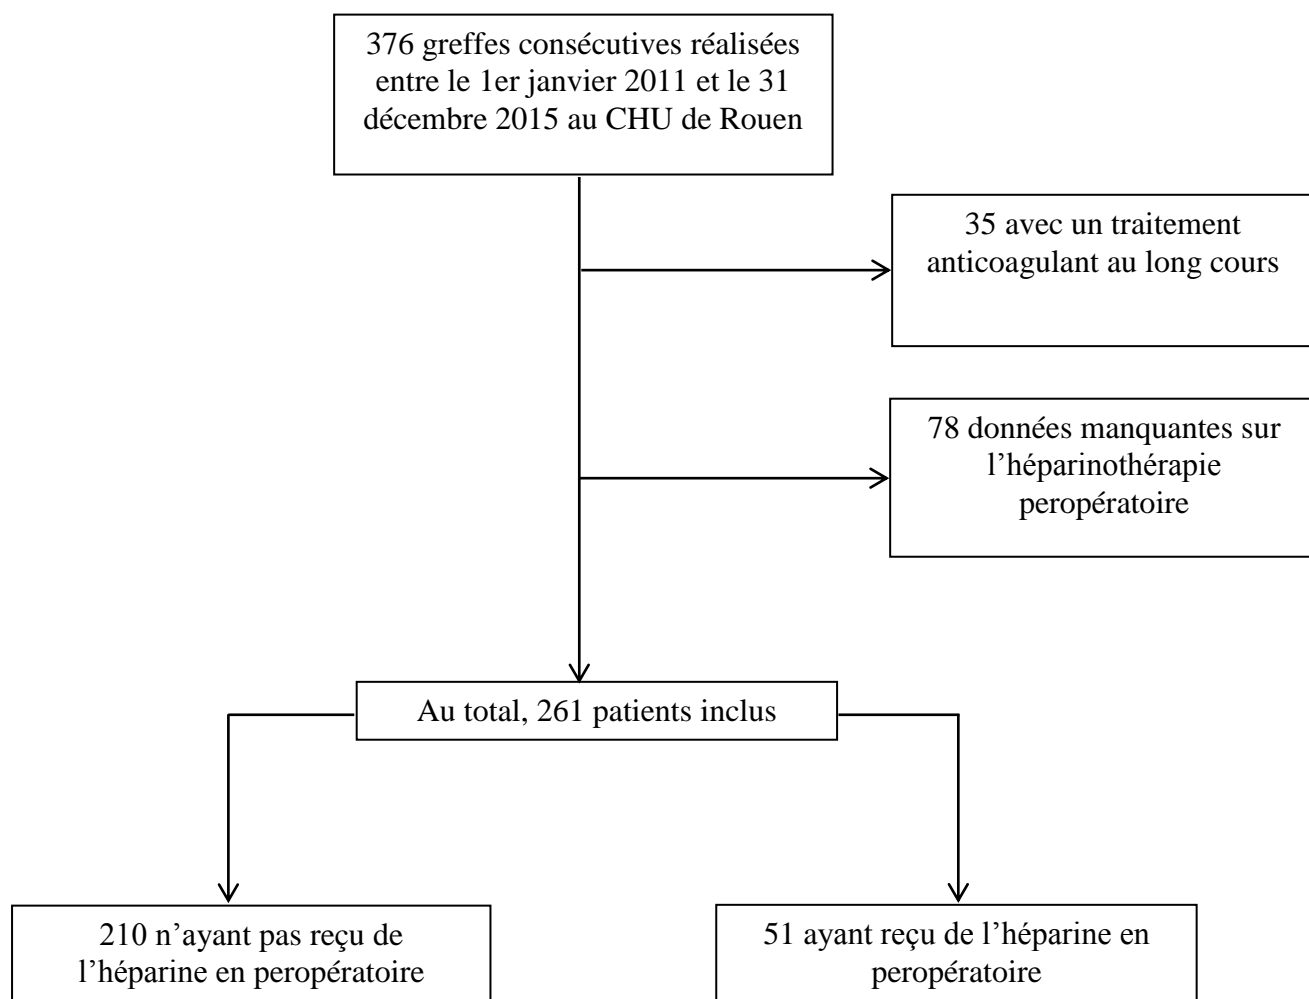 376 greffes consécutives réalisées
entre le 1er janvier 2011 et le 31
décembre 2015 au CHU de Rouen
35 avec un traitement
anticoagulant au long cours
78 données manquantes sur
l’héparinothérapie
peropératoire
Au total, 261 patients inclus
210 n’ayant pas reçu de
l’héparine en peropératoire
51 ayant reçu de l’héparine en
peropératoire